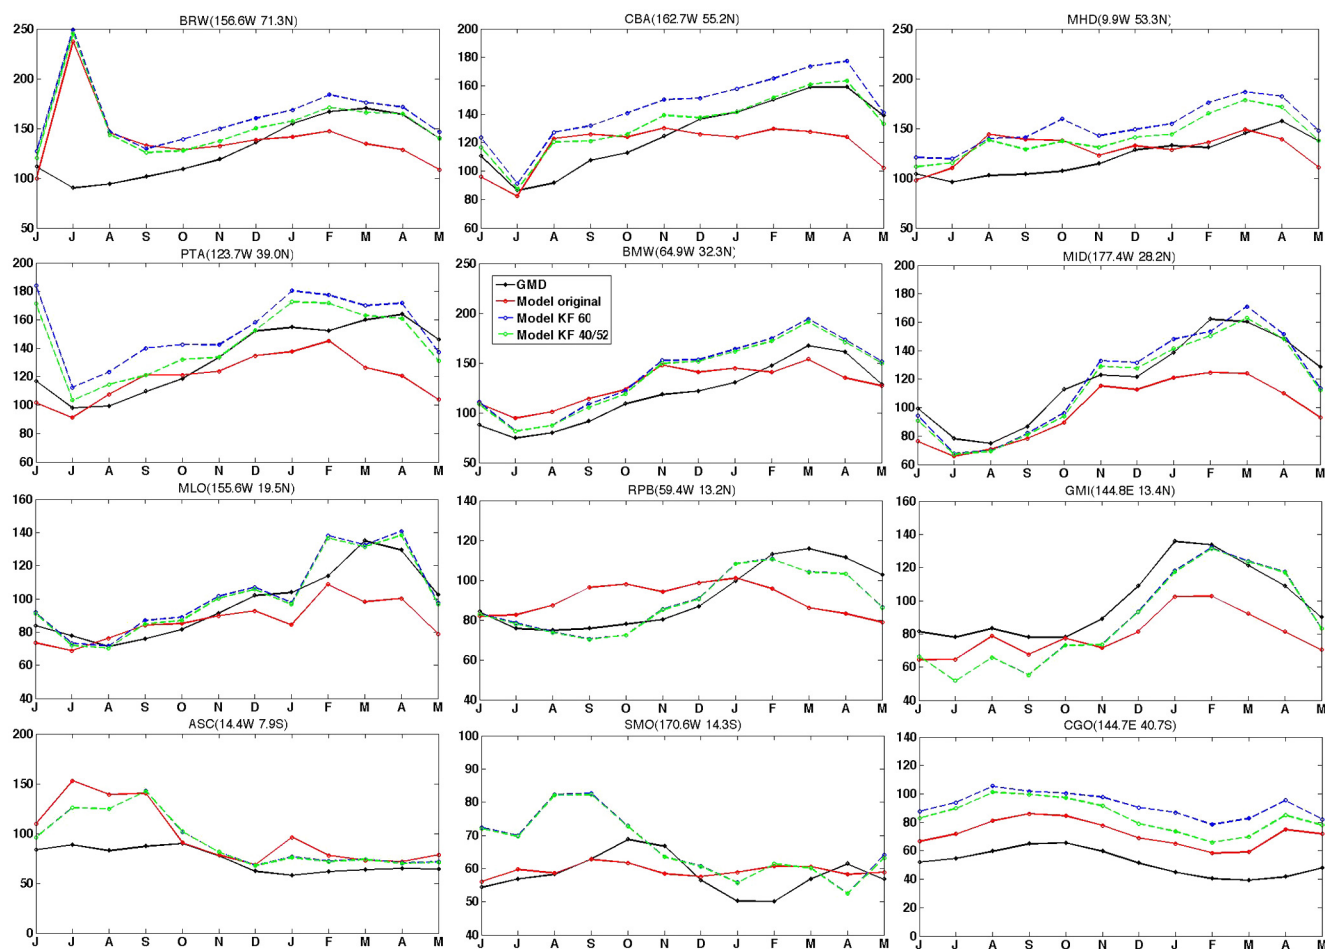 BRW(156.6W 71.3N)
250
200
150
100
50
J J A S O N D J F M A M
CBA(162.7W 55.2N)
200
180
160
140
120
100
80
60
J J A S O N D J F M A M
MHD(9.9W 53.3N)
250
200
150
100
50
J J A S O N D J F M A M
PTA(123.7W 39.0N)
200
180
160
140
120
100
80
60
J J A S O N D J F M A M
BMW(64.9W 32.3N)
250
200
150
100
50
GMD
Model original
Model KF 60
Model KF 40/52
J J A S O N D J F M A M
MID(177.4W 28.2N)
200
180
160
140
120
100
80
60
J J A S O N D J F M A M
MLO(155.6W 19.5N)
160
140
120
100
80
60
40
J J A S O N D J F M A M
RPB(59.4W 13.2N)
140
120
100
80
60
40
J J A S O N D J F M A M
GMI(144.8E 13.4N)
160
140
120
100
80
60
40
J J A S O N D J F M A M
ASC(14.4W 7.9S)
200
150
100
50
0
J J A S O N D J F M A M
SMO(170.6W 14.3S)
100
90
80
70
60
50
40
J J A S O N D J F M A M
CGO(144.7E 40.7S)
140
120
100
80
60
40
20
0
J J A S O N D J F M A M